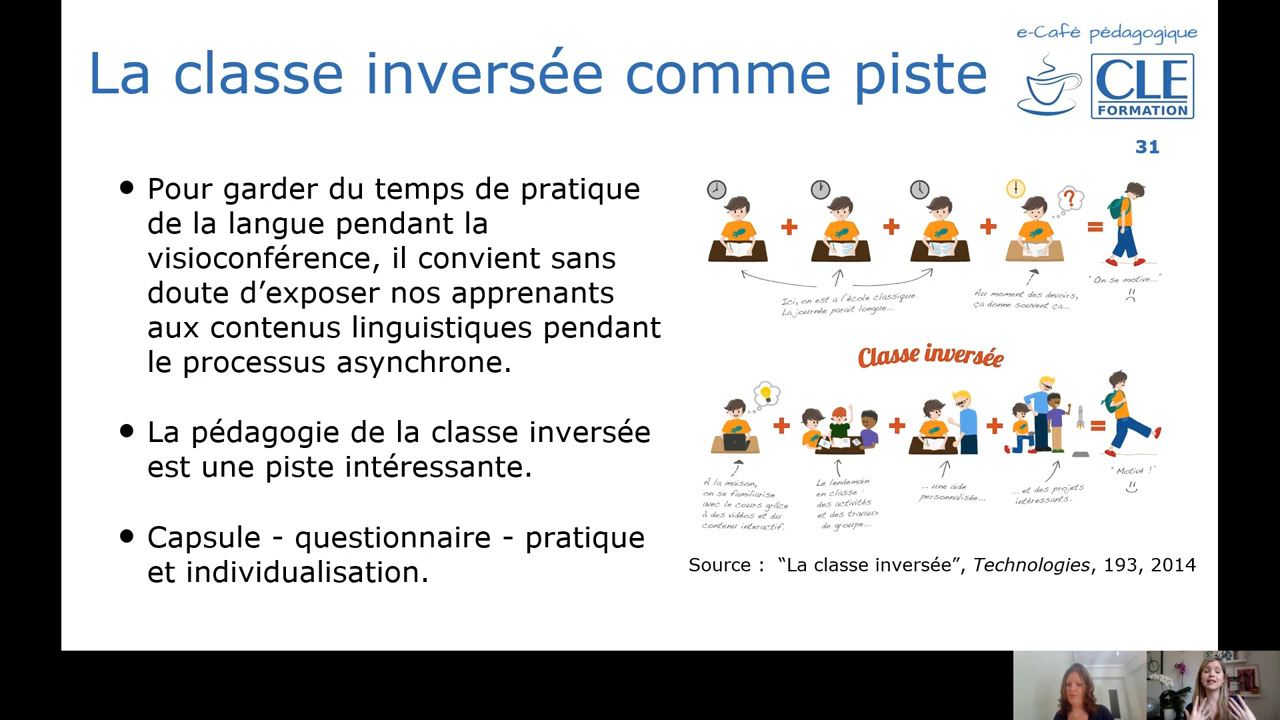 e-Café pédagogique
La classe inversée comme piste
CLE
FORMATION
31
• Pour garder du temps de pratique
de la langue pendant la
visioconférence, il convient sans
doute d’exposer nos apprenants
aux contenus linguistiques pendant
le processus asynchrone.
• La pédagogie de la classe inversée
est une piste intéressante.
• Capsule - questionnaire - pratique
et individualisation.
?
+
+
+
=
Ici, on est a l'école classique.
La journée parait longue...
Au moment des devoirs,
ça donne souvent ça...
" On se motive..."
Classe inversée
+
+
+
=
À la maison,
on se familiarise
avec le cours grâce
à des vidéos et du
contenu interactif.
Le lendemain
en classe :
des activités
et des travaux
de groupe...
... une aide
personnalisée...
... et des projets
intéressants.
" Motivé ! "
Source : “La classe inversée”, Technologies, 193, 2014